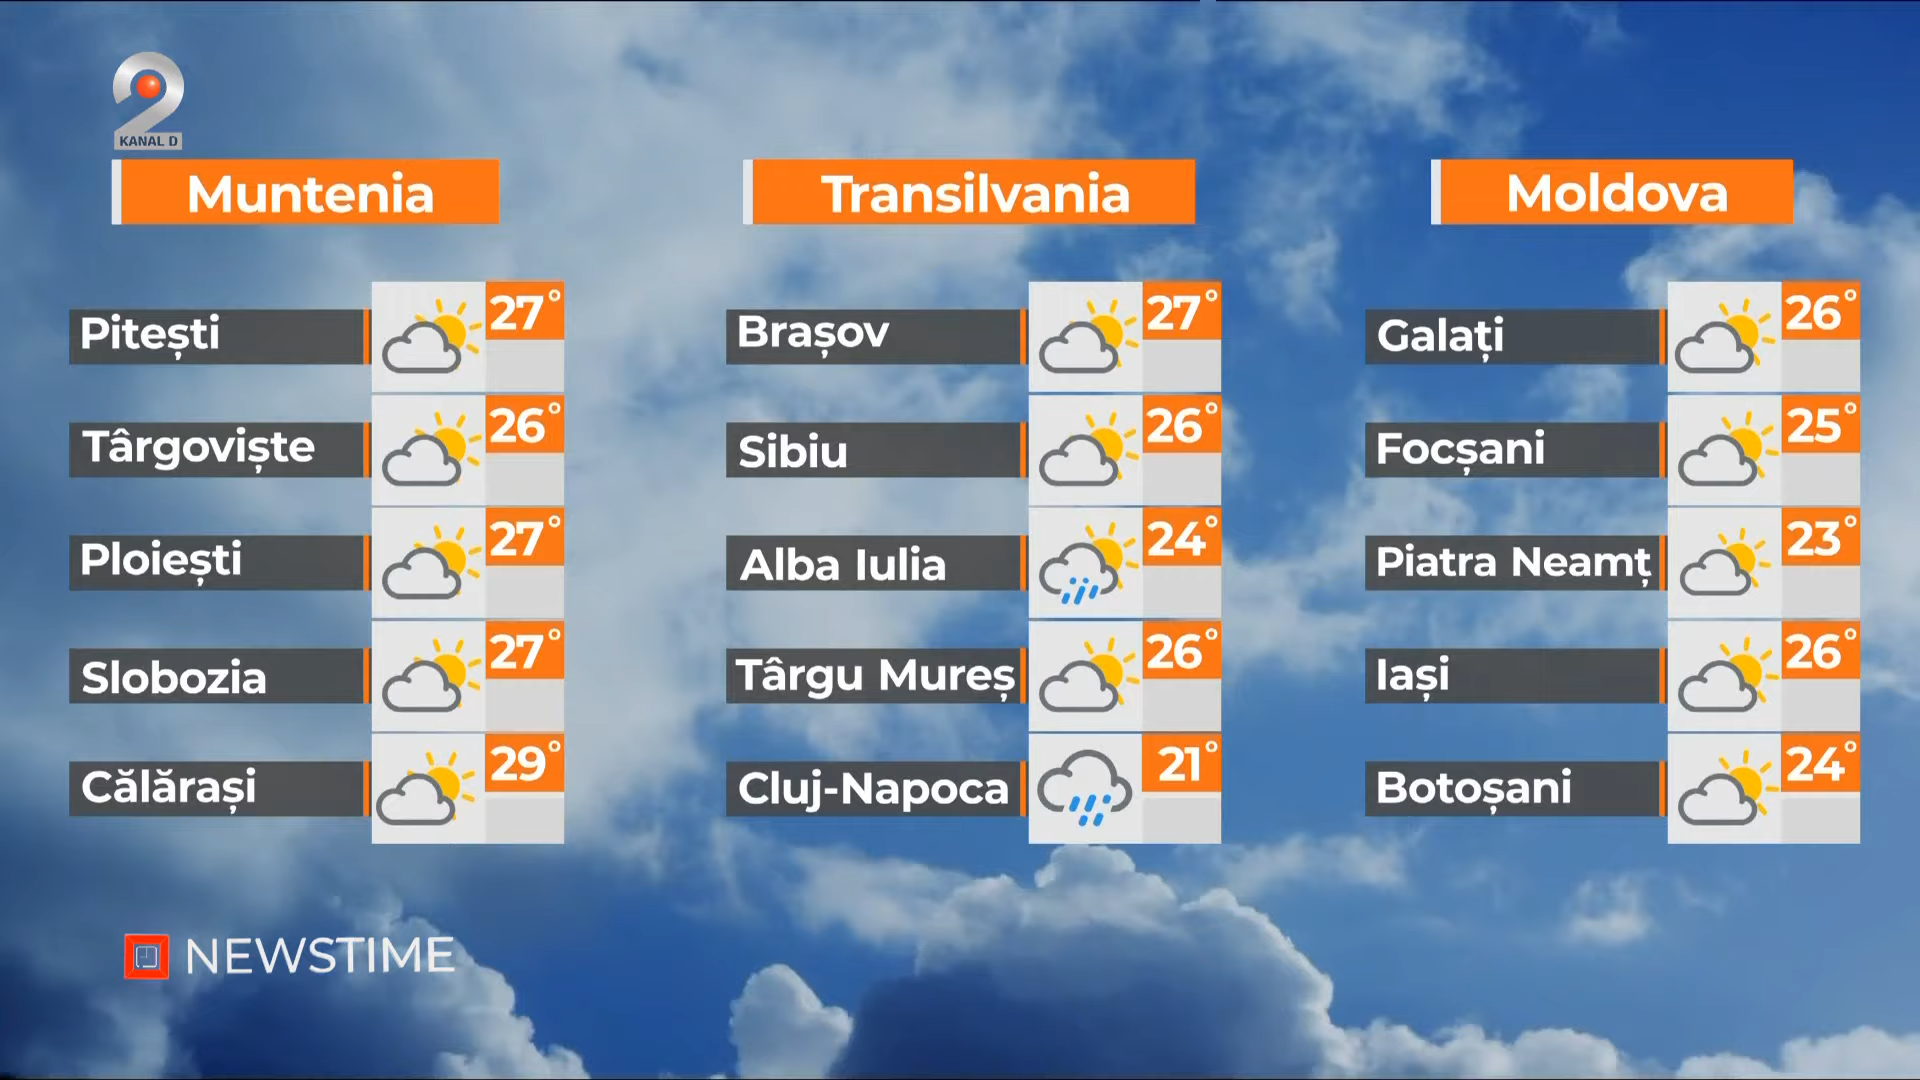 2
KANAL D
Muntenia
Pitești 27°
Târgoviște 26°
Ploiești 27°
Slobozia 27°
Călărași 29°
Transilvania
Brașov 27°
Sibiu 26°
Alba Iulia 24°
Târgu Mureș 26°
Cluj-Napoca 21°
Moldova
Galați 26°
Focșani 25°
Piatra Neamț 23°
Iași 26°
Botoșani 24°
NEWSTIME